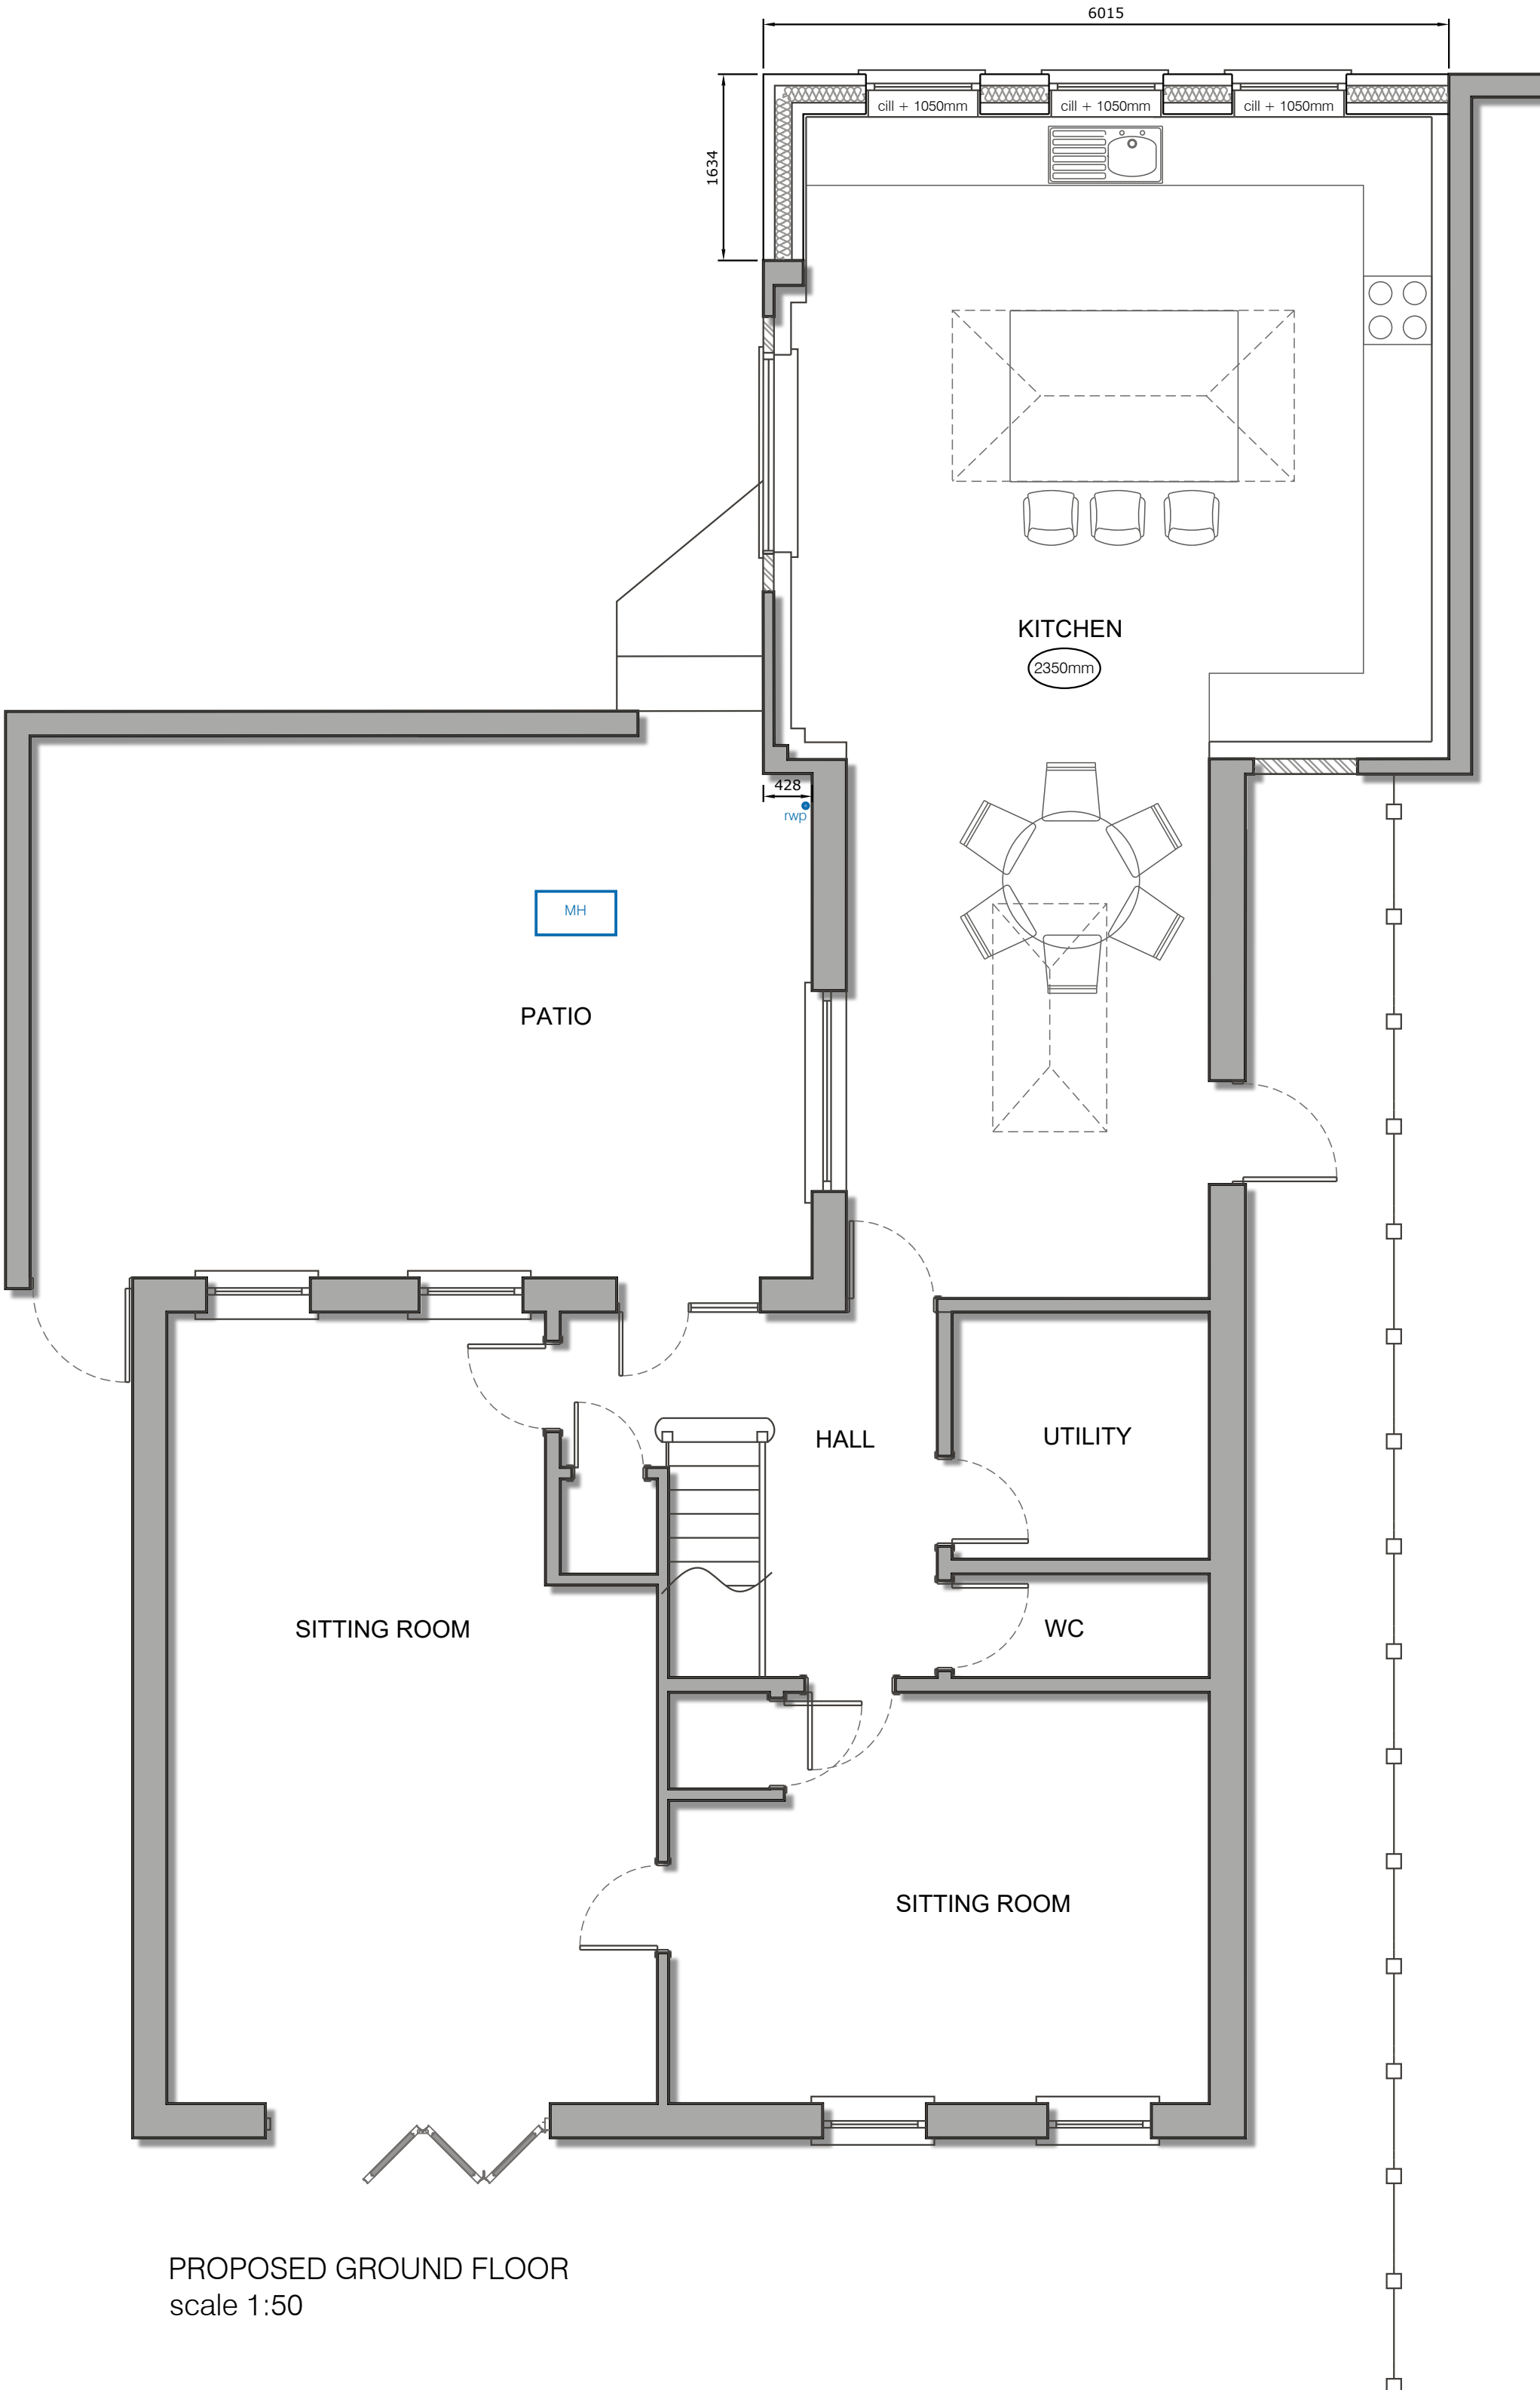 6015
cill + 1050mm
cill + 1050mm
cill + 1050mm
1634
KITCHEN
2350mm
428
rwp
MH
PATIO
HALL
UTILITY
SITTING ROOM
WC
SITTING ROOM
PROPOSED GROUND FLOOR
scale 1:50